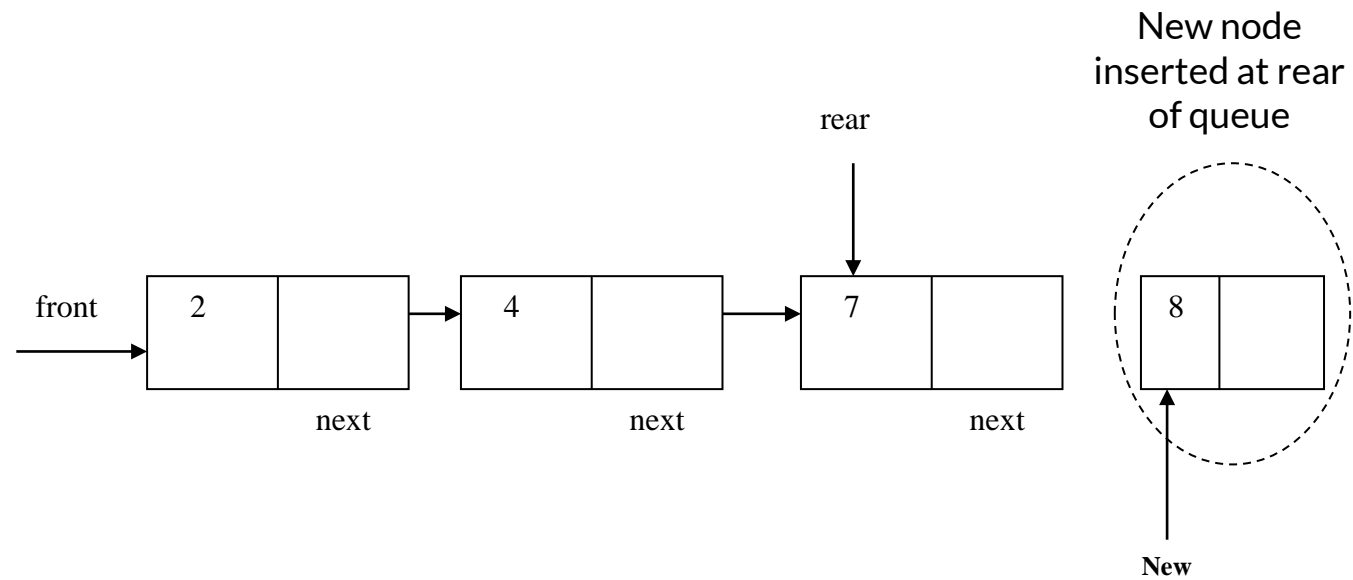 New node
inserted at rear
of queue
rear
front
2
4
7
8
next
next
next
New